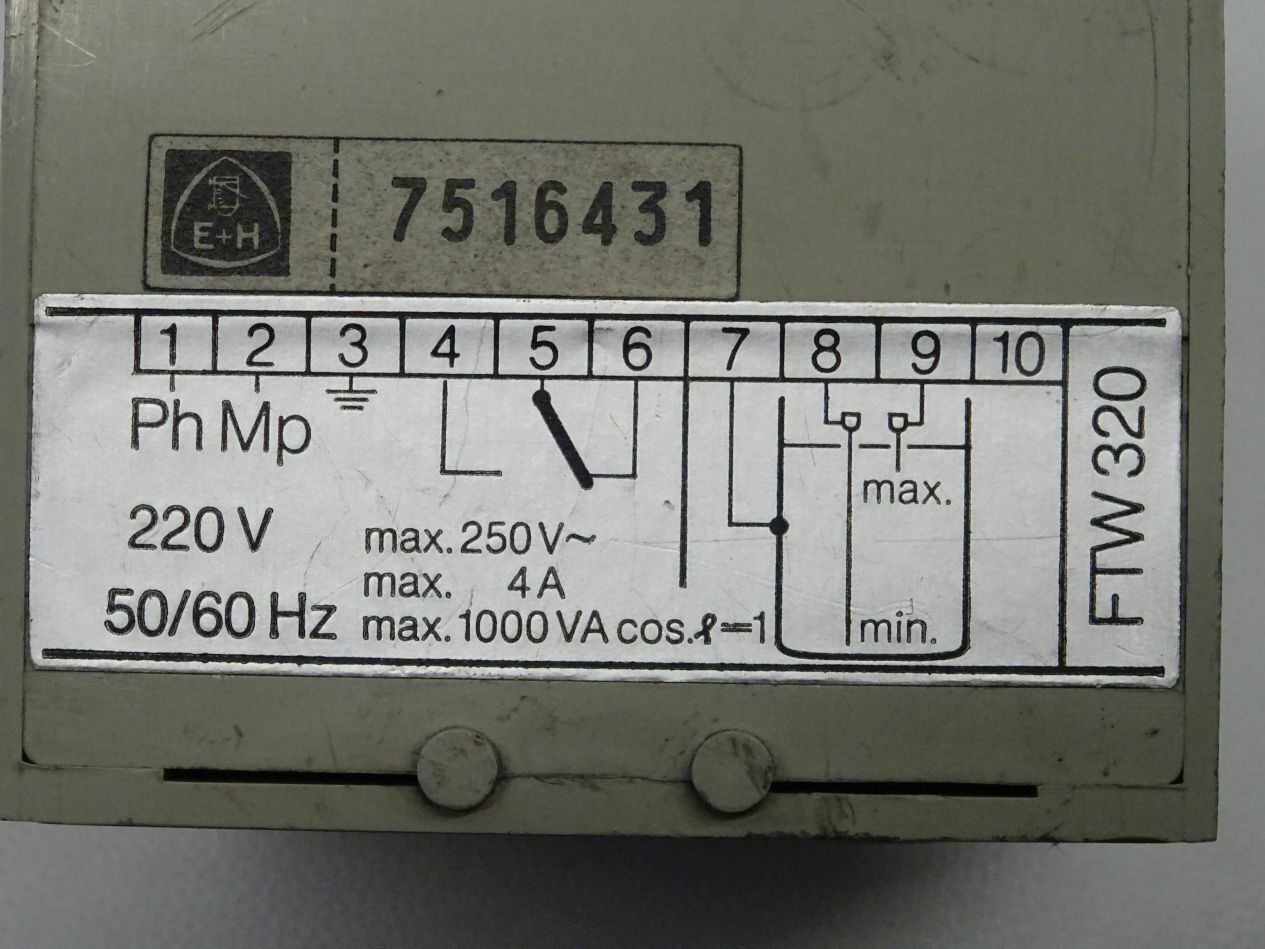 E+H
7516431
1 2 3 4 5 6 7 8 9 10
Ph Mp
220 V
50/60 Hz
max. 250 V~
max. 4 A
max. 1000 VA cos.φ=1
max.
min.
FTW 320